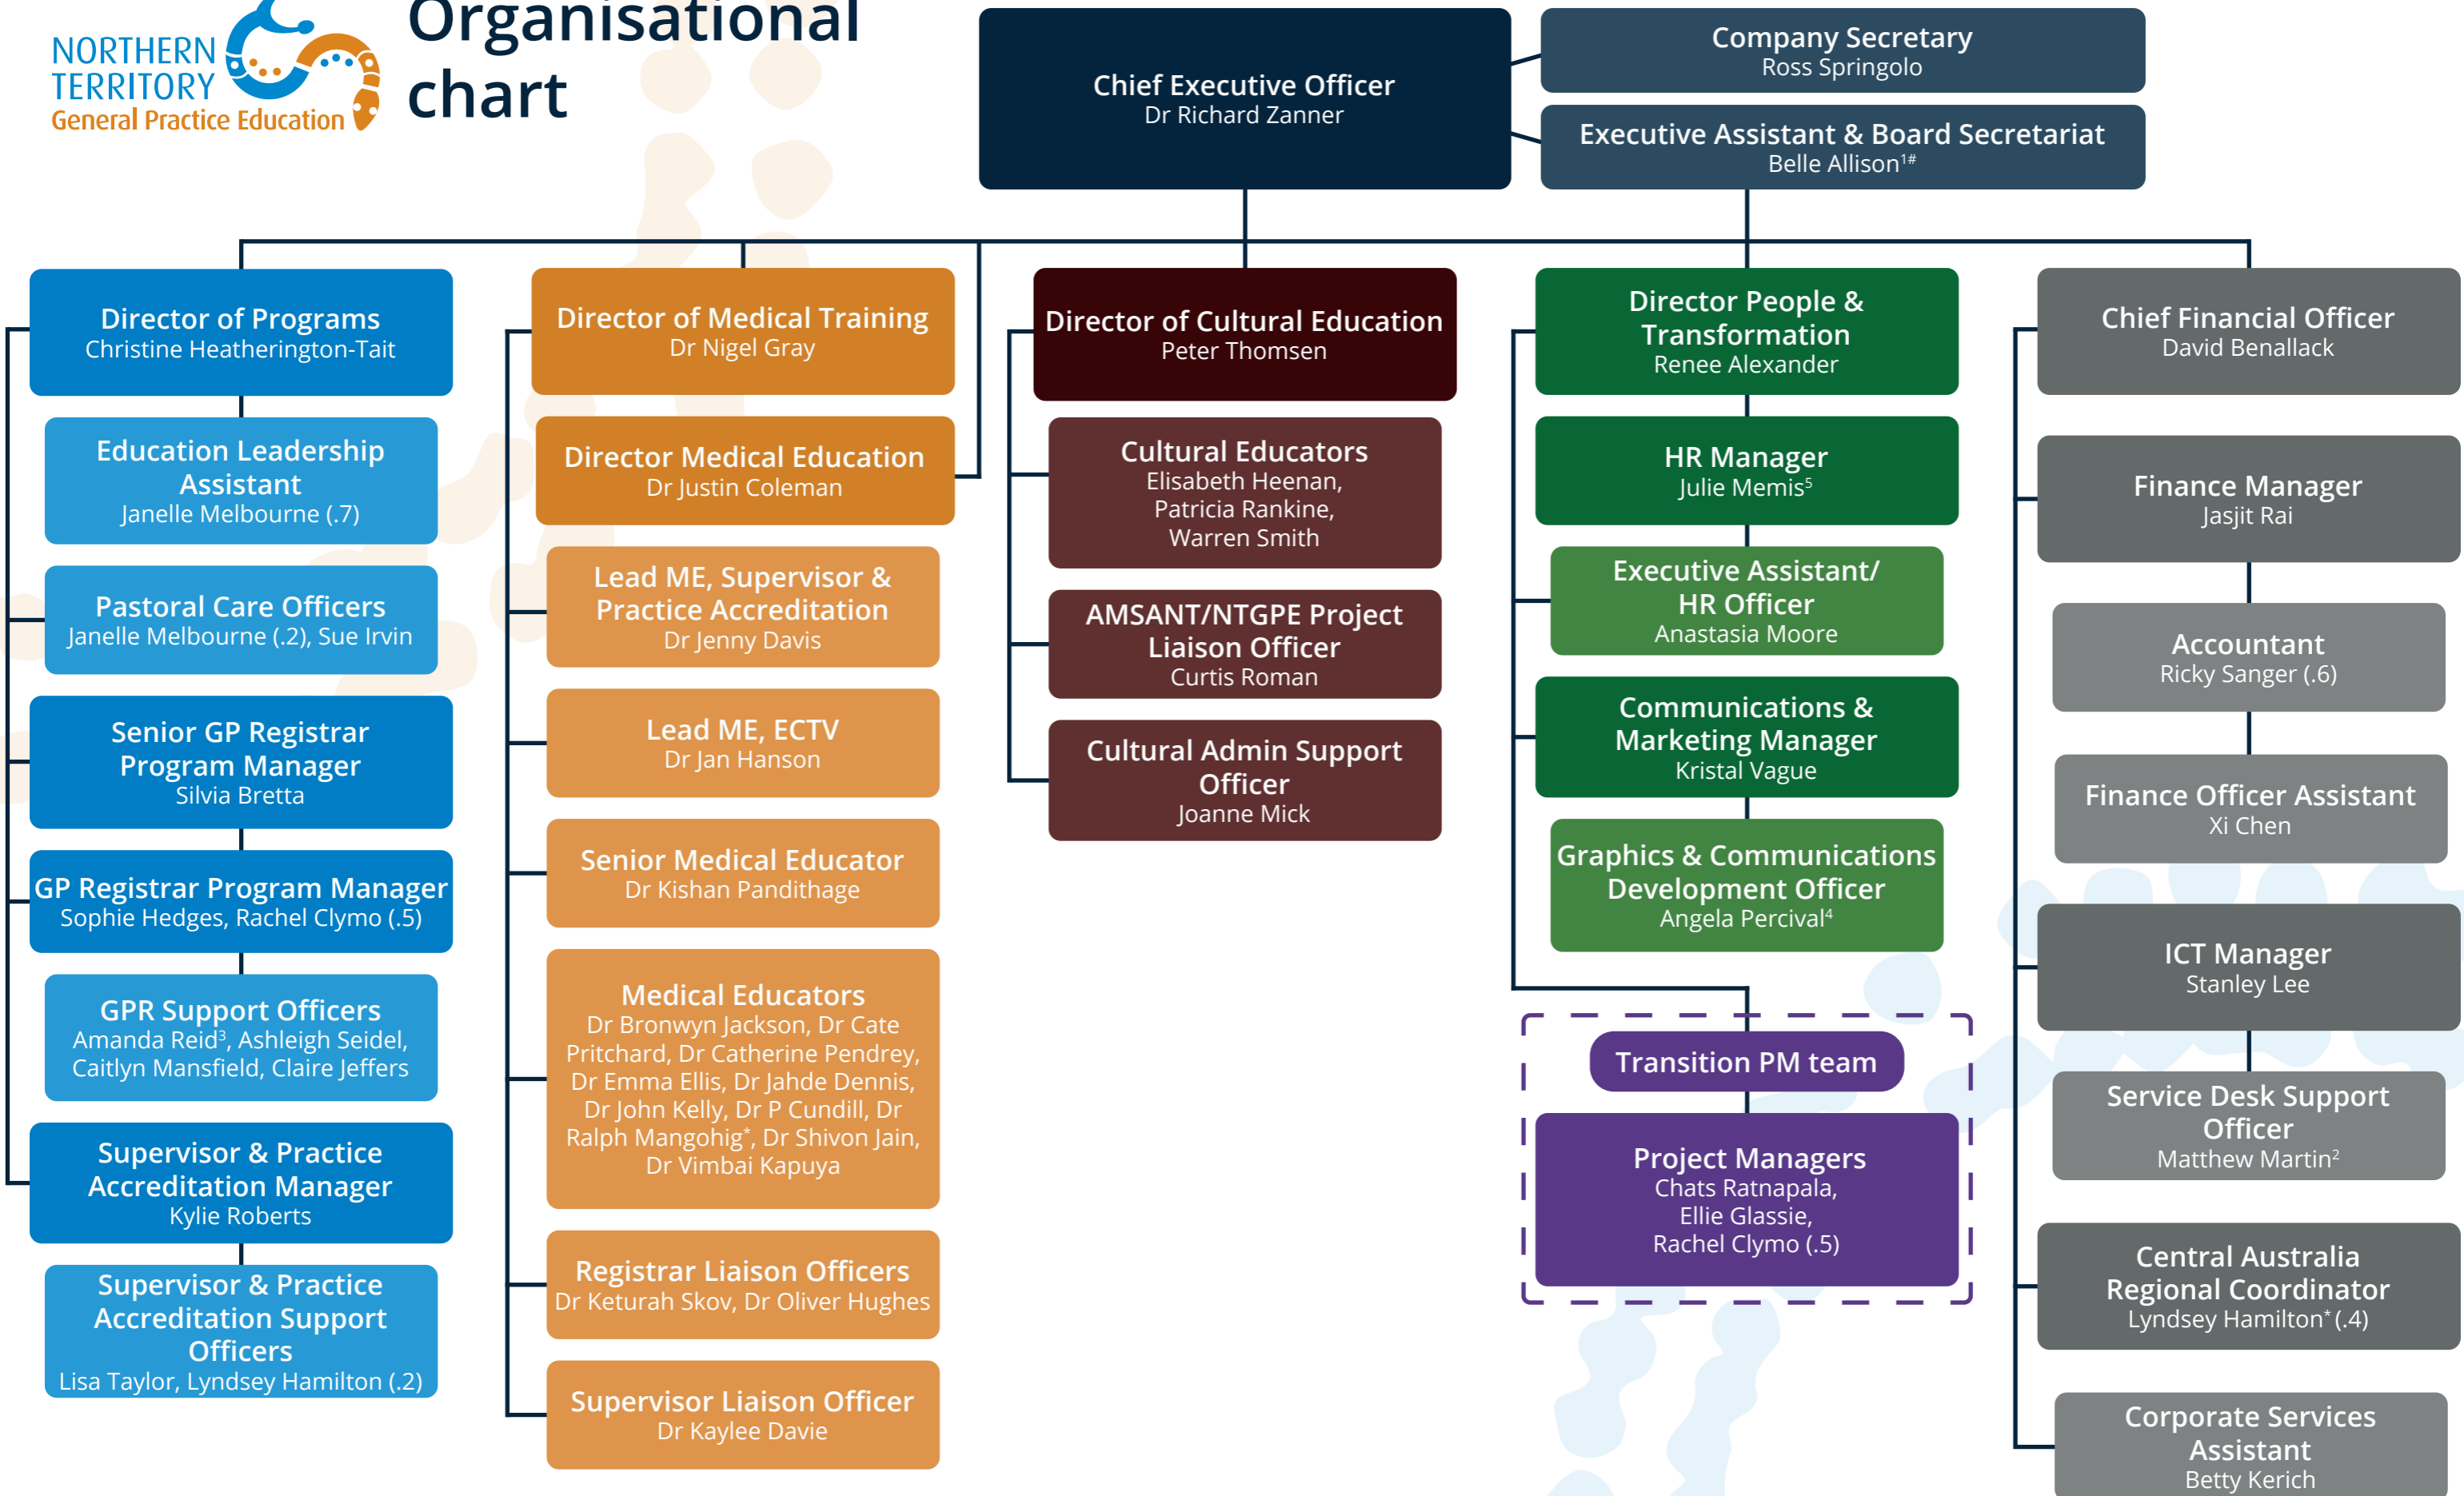 NORTHERN
TERRITORY
General Practice Education
Organisational
chart
Chief Executive Officer
Dr Richard Zanner
Company Secretary
Ross Springolo
Executive Assistant & Board Secretariat
Belle Allison¹#
Director of Programs
Christine Heatherington-Tait
Education Leadership
Assistant
Janelle Melbourne (.7)
Pastoral Care Officers
Janelle Melbourne (.2), Sue Irvin
Senior GP Registrar
Program Manager
Silvia Bretta
GP Registrar Program Manager
Sophie Hedges, Rachel Clymo (.5)
GPR Support Officers
Amanda Reid³, Ashleigh Seidel,
Caitlyn Mansfield, Claire Jeffers
Supervisor & Practice
Accreditation Manager
Kylie Roberts
Supervisor & Practice
Accreditation Support
Officers
Lisa Taylor, Lyndsey Hamilton (.2)
Director of Medical Training
Dr Nigel Gray
Director Medical Education
Dr Justin Coleman
Lead ME, Supervisor &
Practice Accreditation
Dr Jenny Davis
Lead ME, ECTV
Dr Jan Hanson
Senior Medical Educator
Dr Kishan Pandithage
Medical Educators
Dr Bronwyn Jackson, Dr Cate
Pritchard, Dr Catherine Pendrey,
Dr Emma Ellis, Dr Jahde Dennis,
Dr John Kelly, Dr P Cundill, Dr
Ralph Mangohig*, Dr Shivon Jain,
Dr Vimbai Kapuya
Registrar Liaison Officers
Dr Keturah Skov, Dr Oliver Hughes
Supervisor Liaison Officer
Dr Kaylee Davie
Director of Cultural Education
Peter Thomsen
Cultural Educators
Elisabeth Heenan,
Patricia Rankine,
Warren Smith
AMSANT/NTGPE Project
Liaison Officer
Curtis Roman
Cultural Admin Support
Officer
Joanne Mick
Director People &
Transformation
Renee Alexander
HR Manager
Julie Memis⁵
Executive Assistant/
HR Officer
Anastasia Moore
Communications &
Marketing Manager
Kristal Vague
Graphics & Communications
Development Officer
Angela Percival⁴
Transition PM team
Project Managers
Chats Ratnapala,
Ellie Glassie,
Rachel Clymo (.5)
Chief Financial Officer
David Benallack
Finance Manager
Jasjit Rai
Accountant
Ricky Sanger (.6)
Finance Officer Assistant
Xi Chen
ICT Manager
Stanley Lee
Service Desk Support
Officer
Matthew Martin²
Central Australia
Regional Coordinator
Lyndsey Hamilton* (.4)
Corporate Services
Assistant
Betty Kerich